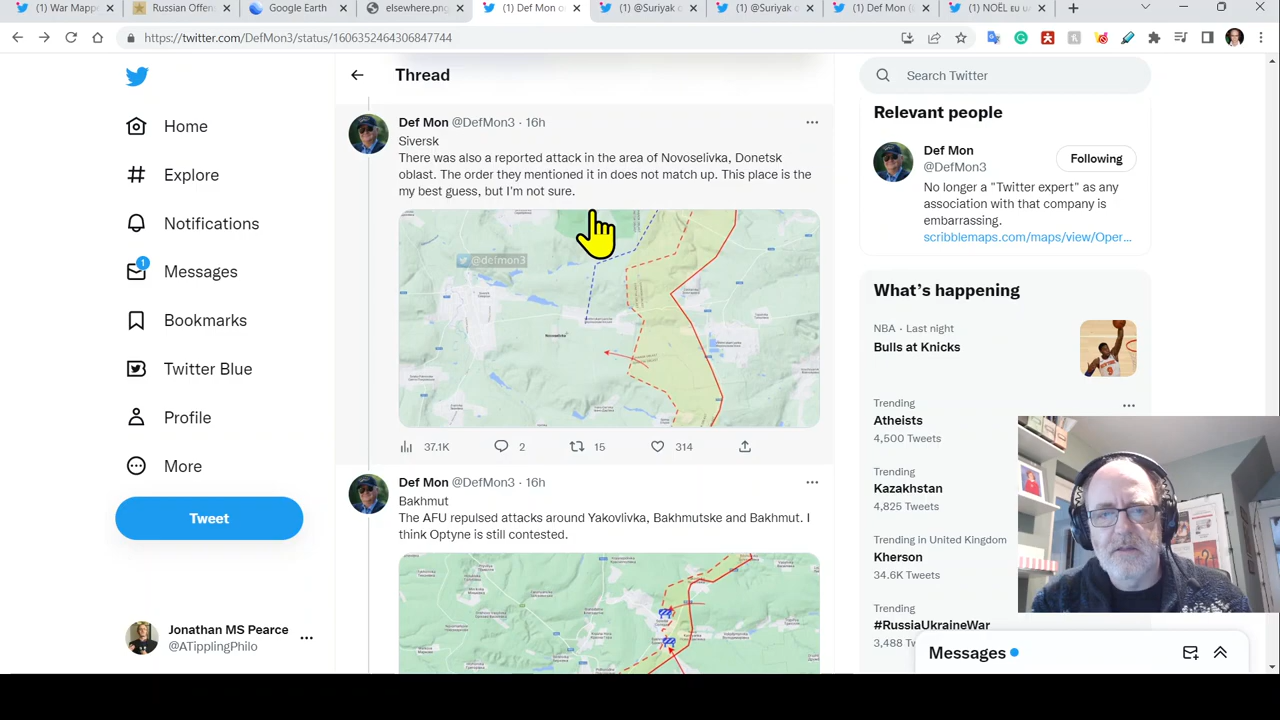 (1) War Mappe
Russian Offens
Google Earth
elsewhere.png
(1) Def Mon o
(1) @Suriyak o
(1) @Suriyak o
(1) Def Mon (
(1) NOËL EU U
https://twitter.com/DefMon3/status/1606352464306847744
Thread
Search Twitter
Home
Explore
Notifications
1
Messages
Bookmarks
Twitter Blue
Profile
More
Tweet
Jonathan MS Pearce
@ATipplingPhilo
Def Mon @DefMon3 · 16h
Siversk
There was also a reported attack in the area of Novoselivka, Donetsk
oblast. The order they mentioned it in does not match up. This place is the
my best guess, but I'm not sure.
@defmon3
37.1K
2
15
314
Def Mon @DefMon3 · 16h
Bakhmut
The AFU repulsed attacks around Yakovlivka, Bakhmutske and Bakhmut. I
think Optyne is still contested.
Relevant people
Def Mon
@DefMon3
Following
No longer a "Twitter expert" as any
association with that company is
embarrassing.
scribblemaps.com/maps/view/Oper...
What's happening
NBA · Last night
Bulls at Knicks
Trending
Atheists
4,500 Tweets
Trending
Kazakhstan
4,825 Tweets
Trending in United Kingdom
Kherson
34.6K Tweets
Trending
#RussiaUkraineWar
3,488 Tw
Messages